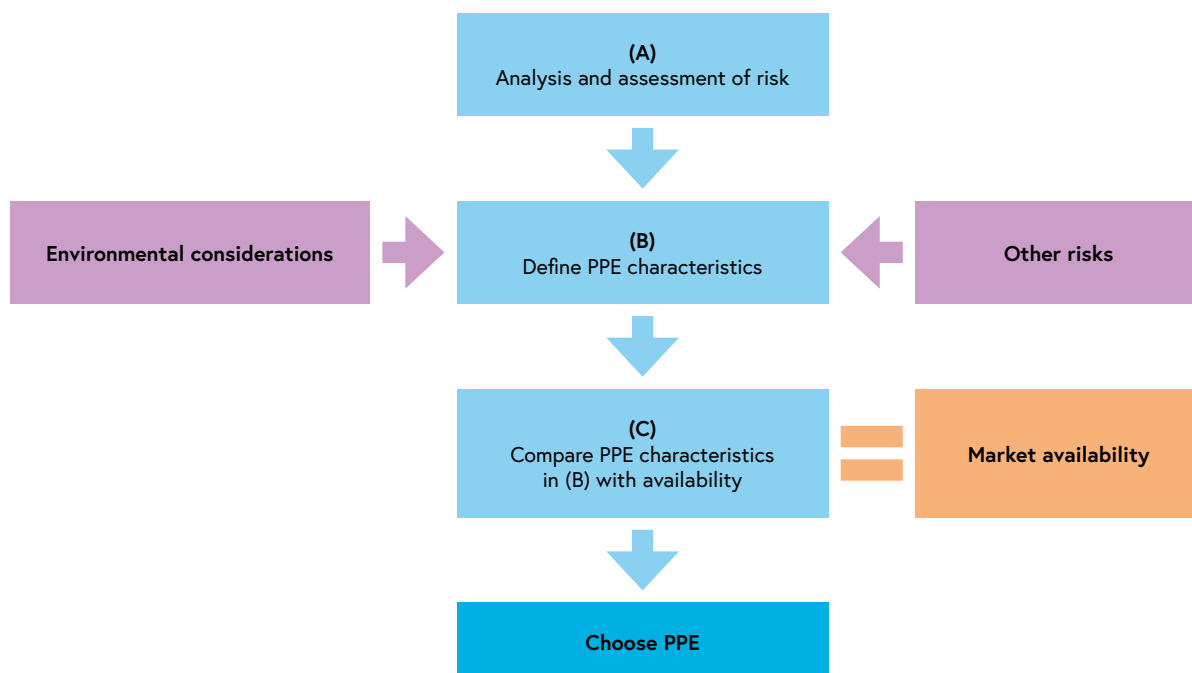 (A)
Analysis and assessment of risk
Environmental considerations
(B)
Define PPE characteristics
Other risks
(C)
Compare PPE characteristics
in (B) with availability
Market availability
Choose PPE